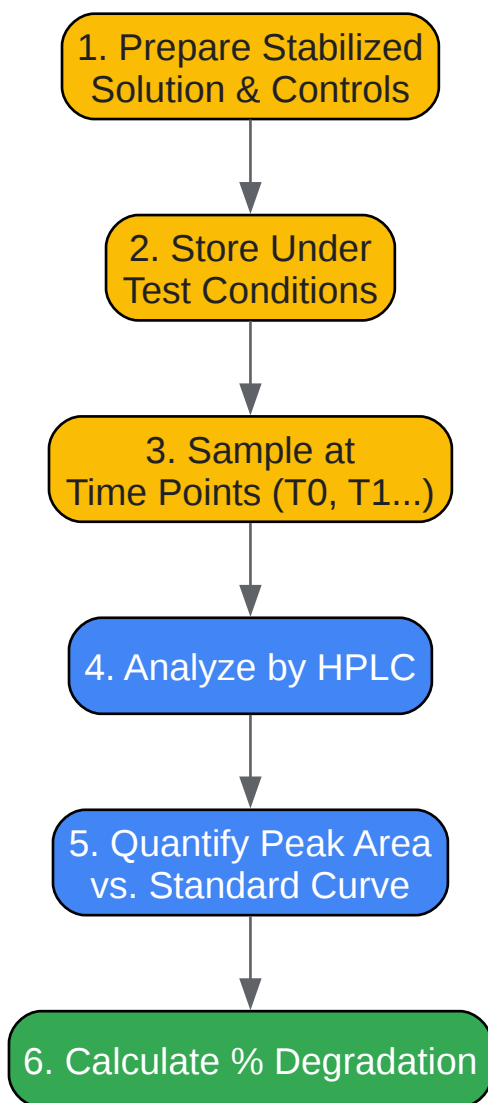 1. Prepare Stabilized
Solution & Controls
2. Store Under
Test Conditions
3. Sample at
Time Points (T0, T1...)
4. Analyze by HPLC
5. Quantify Peak Area
vs. Standard Curve
6. Calculate % Degradation